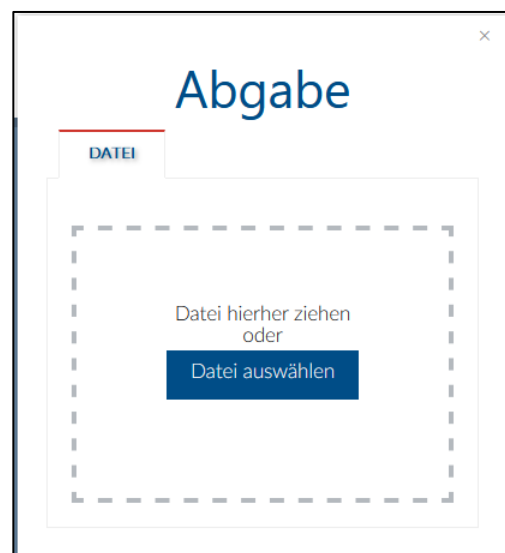 ×
Abgabe
DATEI
Datei hierher ziehen
oder
Datei auswählen